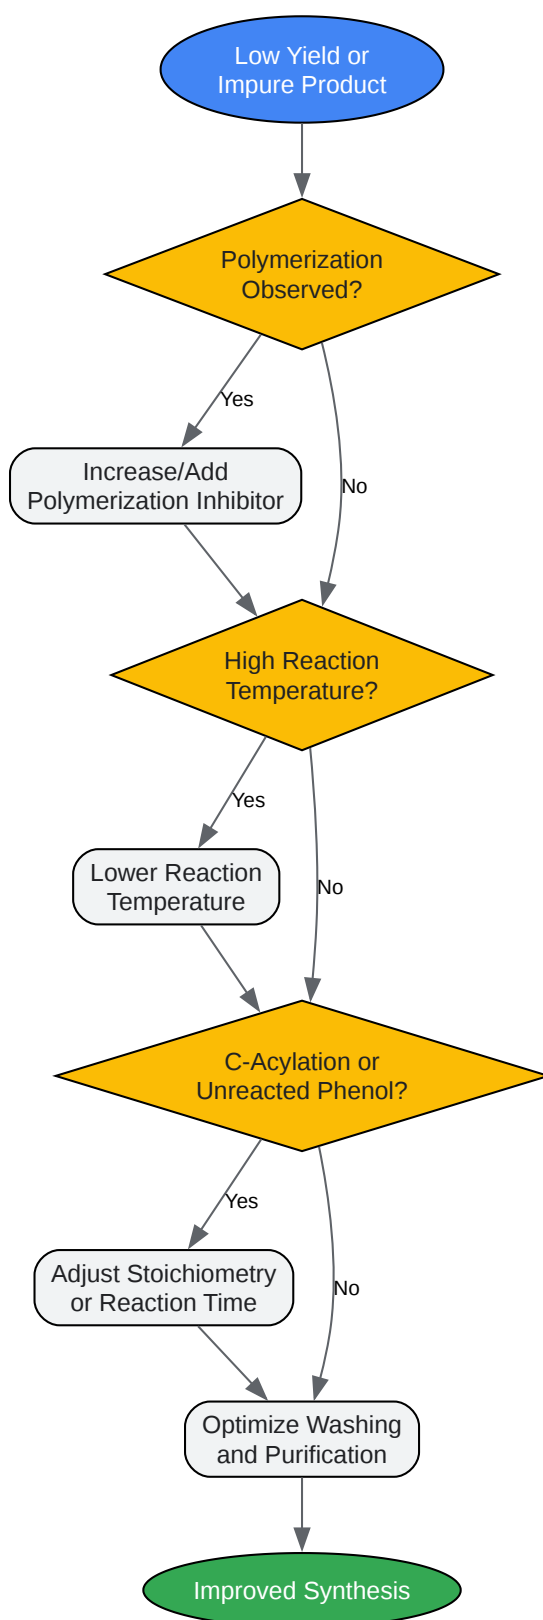 Low Yield or
Impure Product
Polymerization
Observed?
Yes
Increase/Add
Polymerization Inhibitor
No
High Reaction
Temperature?
Yes
Lower Reaction
Temperature
No
C-Acylation or
Unreacted Phenol?
Yes
Adjust Stoichiometry
or Reaction Time
No
Optimize Washing
and Purification
Improved Synthesis